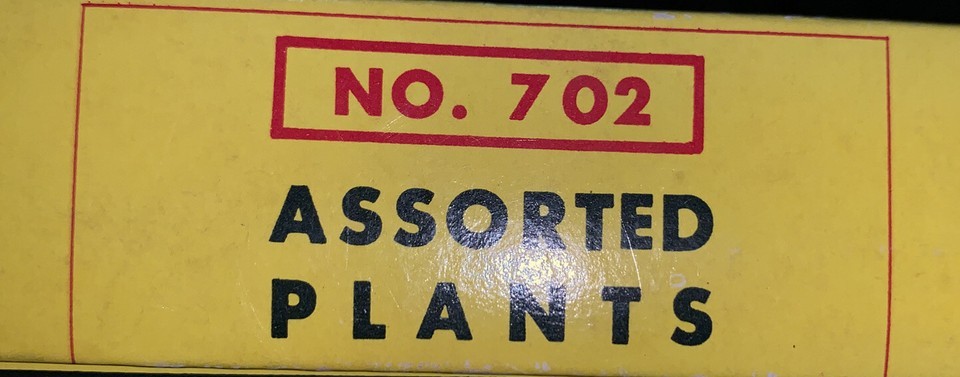 NO. 702
ASSORTED
PLANTS